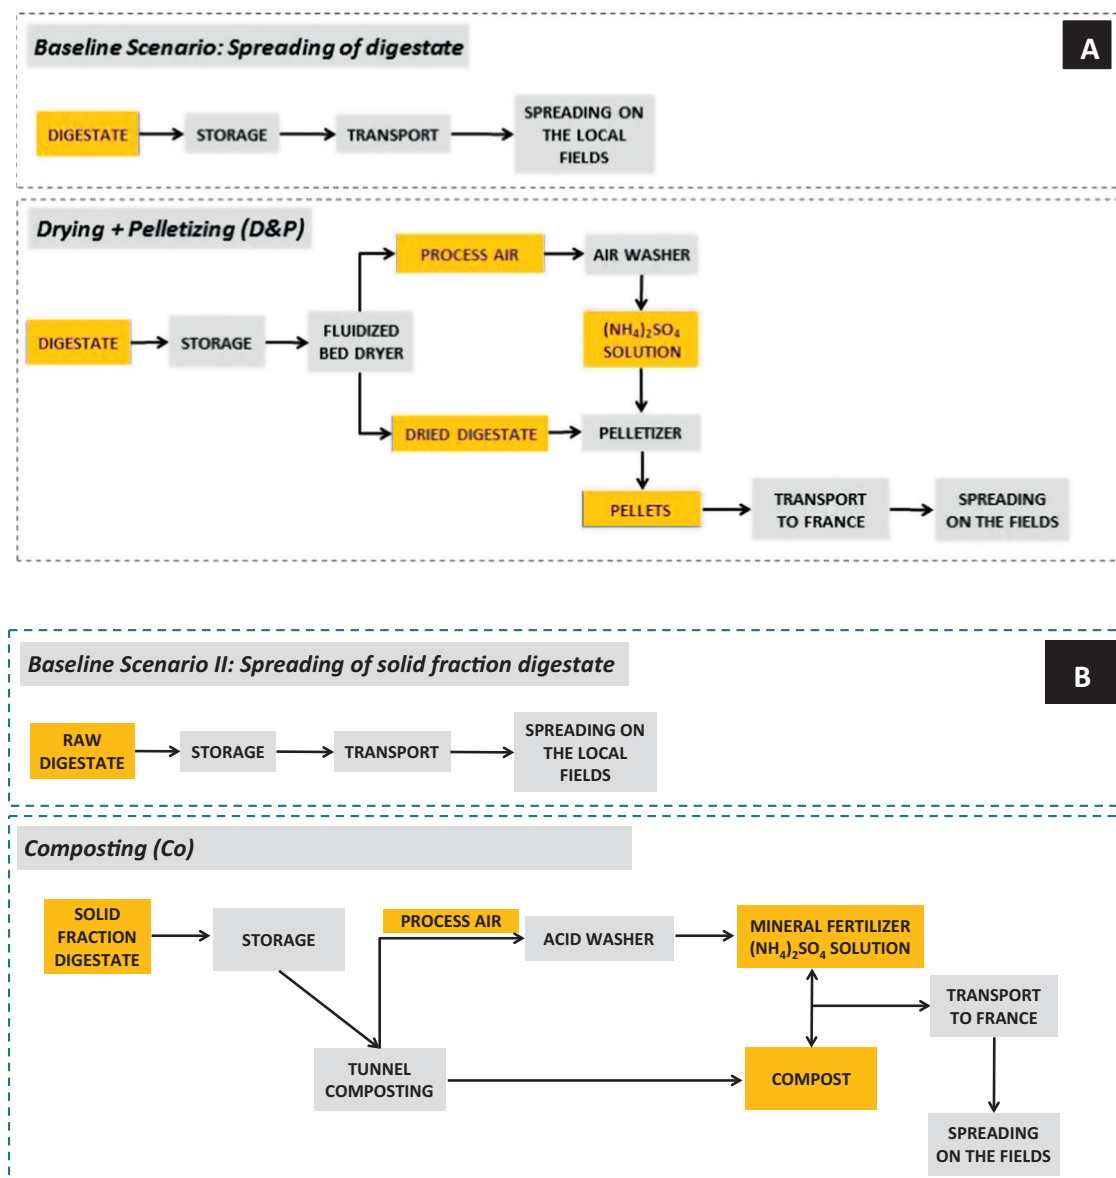 Baseline Scenario: Spreading of digestate
A
DIGESTATE
STORAGE
TRANSPORT
SPREADING ON
THE LOCAL
FIELDS
Drying + Pelletizing (D&P)
PROCESS AIR
AIR WASHER
DIGESTATE
STORAGE
FLUIDIZED
BED DRYER
(NH₄)₂SO₄
SOLUTION
DRIED DIGESTATE
PELLETIZER
PELLETS
TRANSPORT
TO FRANCE
SPREADING
ON THE FIELDS
Baseline Scenario II: Spreading of solid fraction digestate
B
RAW
DIGESTATE
STORAGE
TRANSPORT
SPREADING ON
THE LOCAL
FIELDS
Composting (Co)
SOLID
FRACTION
DIGESTATE
STORAGE
PROCESS AIR
ACID WASHER
MINERAL FERTILIZER
(NH₄)₂SO₄ SOLUTION
TRANSPORT
TO FRANCE
TUNNEL
COMPOSTING
COMPOST
SPREADING
ON THE FIELDS